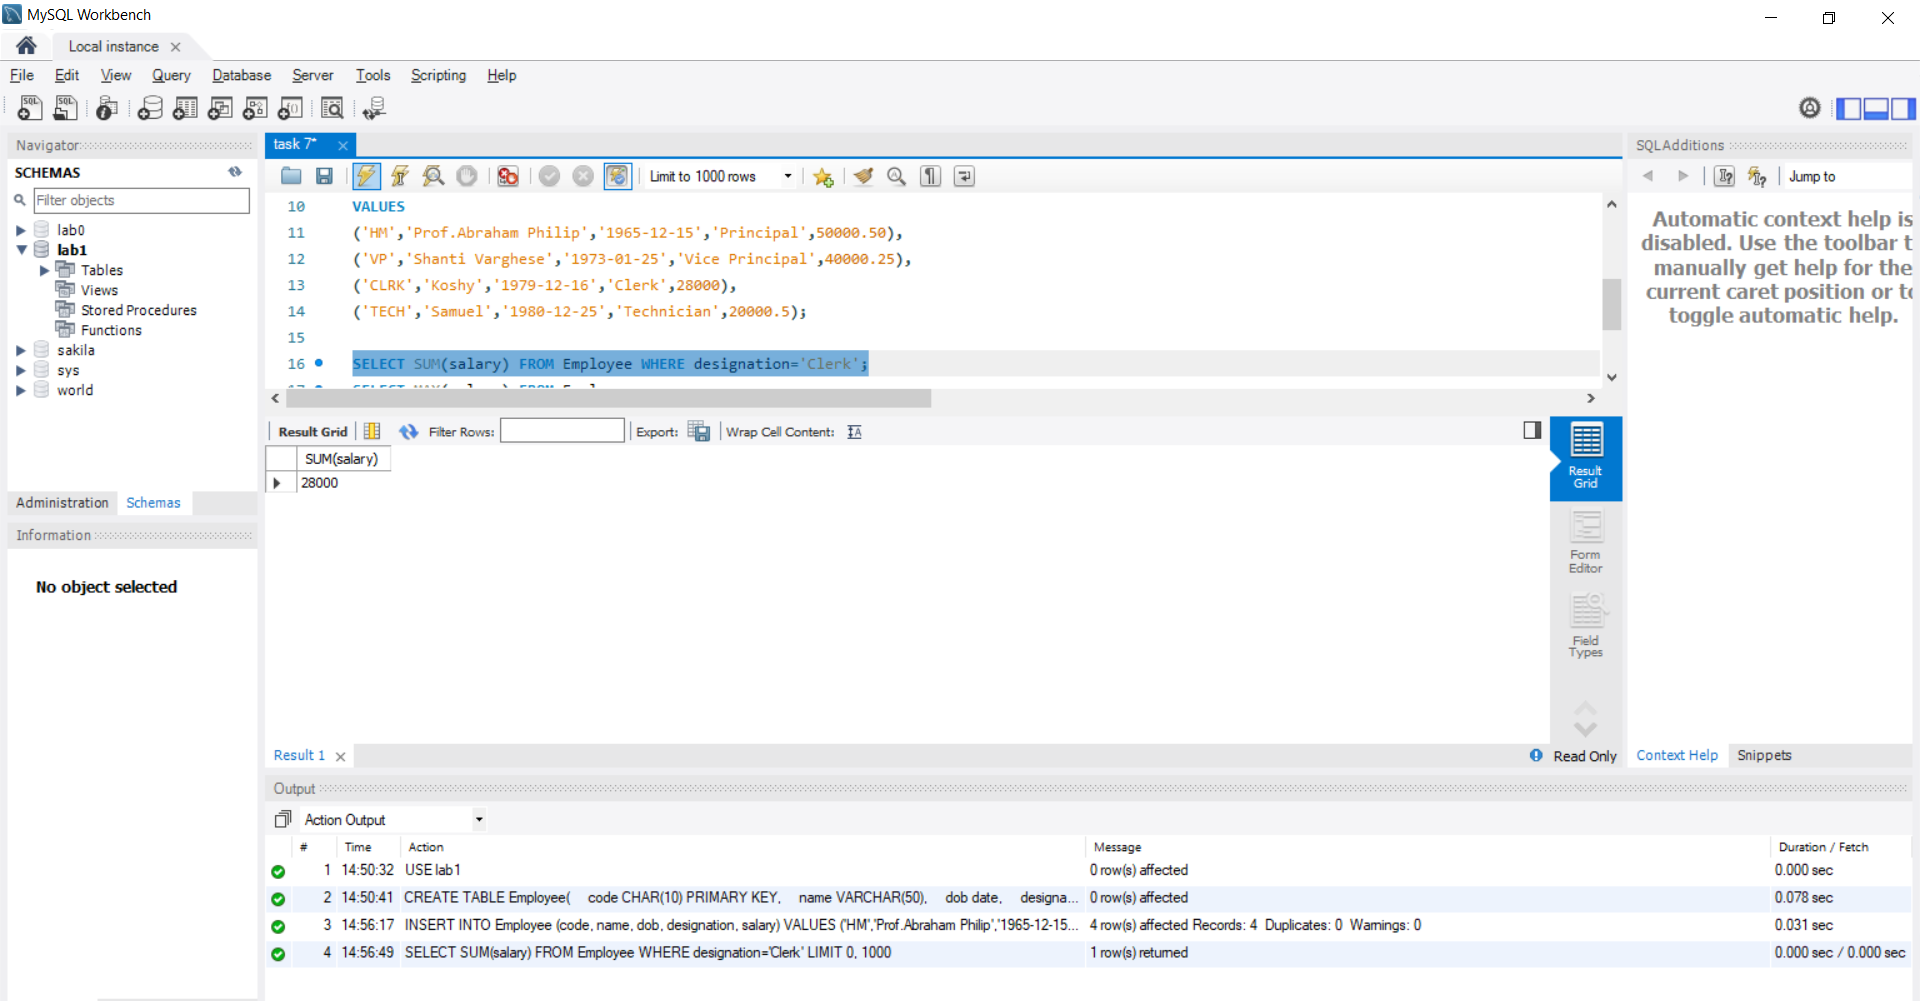 MySQL Workbench
Local instance
File Edit View Query Database Server Tools Scripting Help
Navigator
SCHEMAS
Filter objects
lab0
lab1
Tables
Views
Stored Procedures
Functions
sakila
sys
world
Administration Schemas
Information
No object selected
task 7*
Limit to 1000 rows
10 VALUES
11 ('HM','Prof.Abraham Philip','1965-12-15','Principal',50000.50),
12 ('VP','Shanti Varghese','1973-01-25','Vice Principal',40000.25),
13 ('CLRK','Koshy','1979-12-16','Clerk',28000),
14 ('TECH','Samuel','1980-12-25','Technician',20000.5);
15
16 SELECT SUM(salary) FROM Employee WHERE designation='Clerk';
Result Grid Filter Rows: Export: Wrap Cell Content:
SUM(salary)
28000
Result
Grid
Form
Editor
Field
Types
Result 1
Read Only
SQLAdditions
Jump to
Automatic context help is
disabled. Use the toolbar t
manually get help for the
current caret position or to
toggle automatic help.
Context Help Snippets
Output
Action Output
# Time Action Message Duration / Fetch
1 14:50:32 USE lab1 0 row(s) affected 0.000 sec
2 14:50:41 CREATE TABLE Employee( code CHAR(10) PRIMARY KEY, name VARCHAR(50), dob date, designa... 0 row(s) affected 0.078 sec
3 14:56:17 INSERT INTO Employee (code, name, dob, designation, salary) VALUES ('HM','Prof.Abraham Philip','1965-12-15... 4 row(s) affected Records: 4 Duplicates: 0 Warnings: 0 0.031 sec
4 14:56:49 SELECT SUM(salary) FROM Employee WHERE designation='Clerk' LIMIT 0, 1000 1 row(s) returned 0.000 sec / 0.000 sec